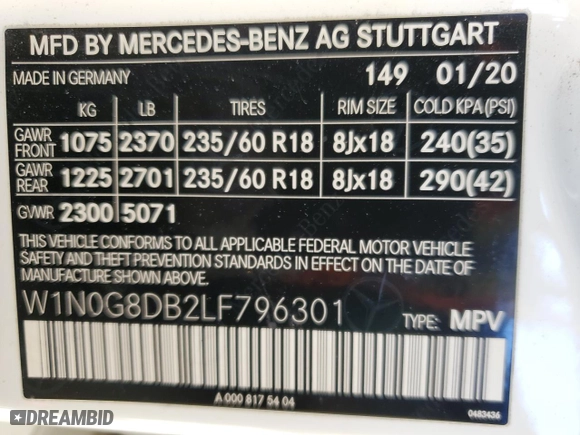 MFD BY MERCEDES-BENZ AG STUTTGART
MADE IN GERMANY 149 01/20
KG LB TIRES RIM SIZE COLD KPA(PSI)
GAWR FRONT 1075 2370 235/60 R18 8Jx18 240(35)
GAWR REAR 1225 2701 235/60 R18 8Jx18 290(42)
GVWR 2300 5071
THIS VEHICLE CONFORMS TO ALL APPLICABLE FEDERAL MOTOR VEHICLE
SAFETY AND THEFT PREVENTION STANDARDS IN EFFECT ON THE DATE OF
MANUFACTURE SHOWN ABOVE.
W1N0G8DB2LF796301
TYPE: MPV
A 000 817 54 04
0483436
DREAMBID